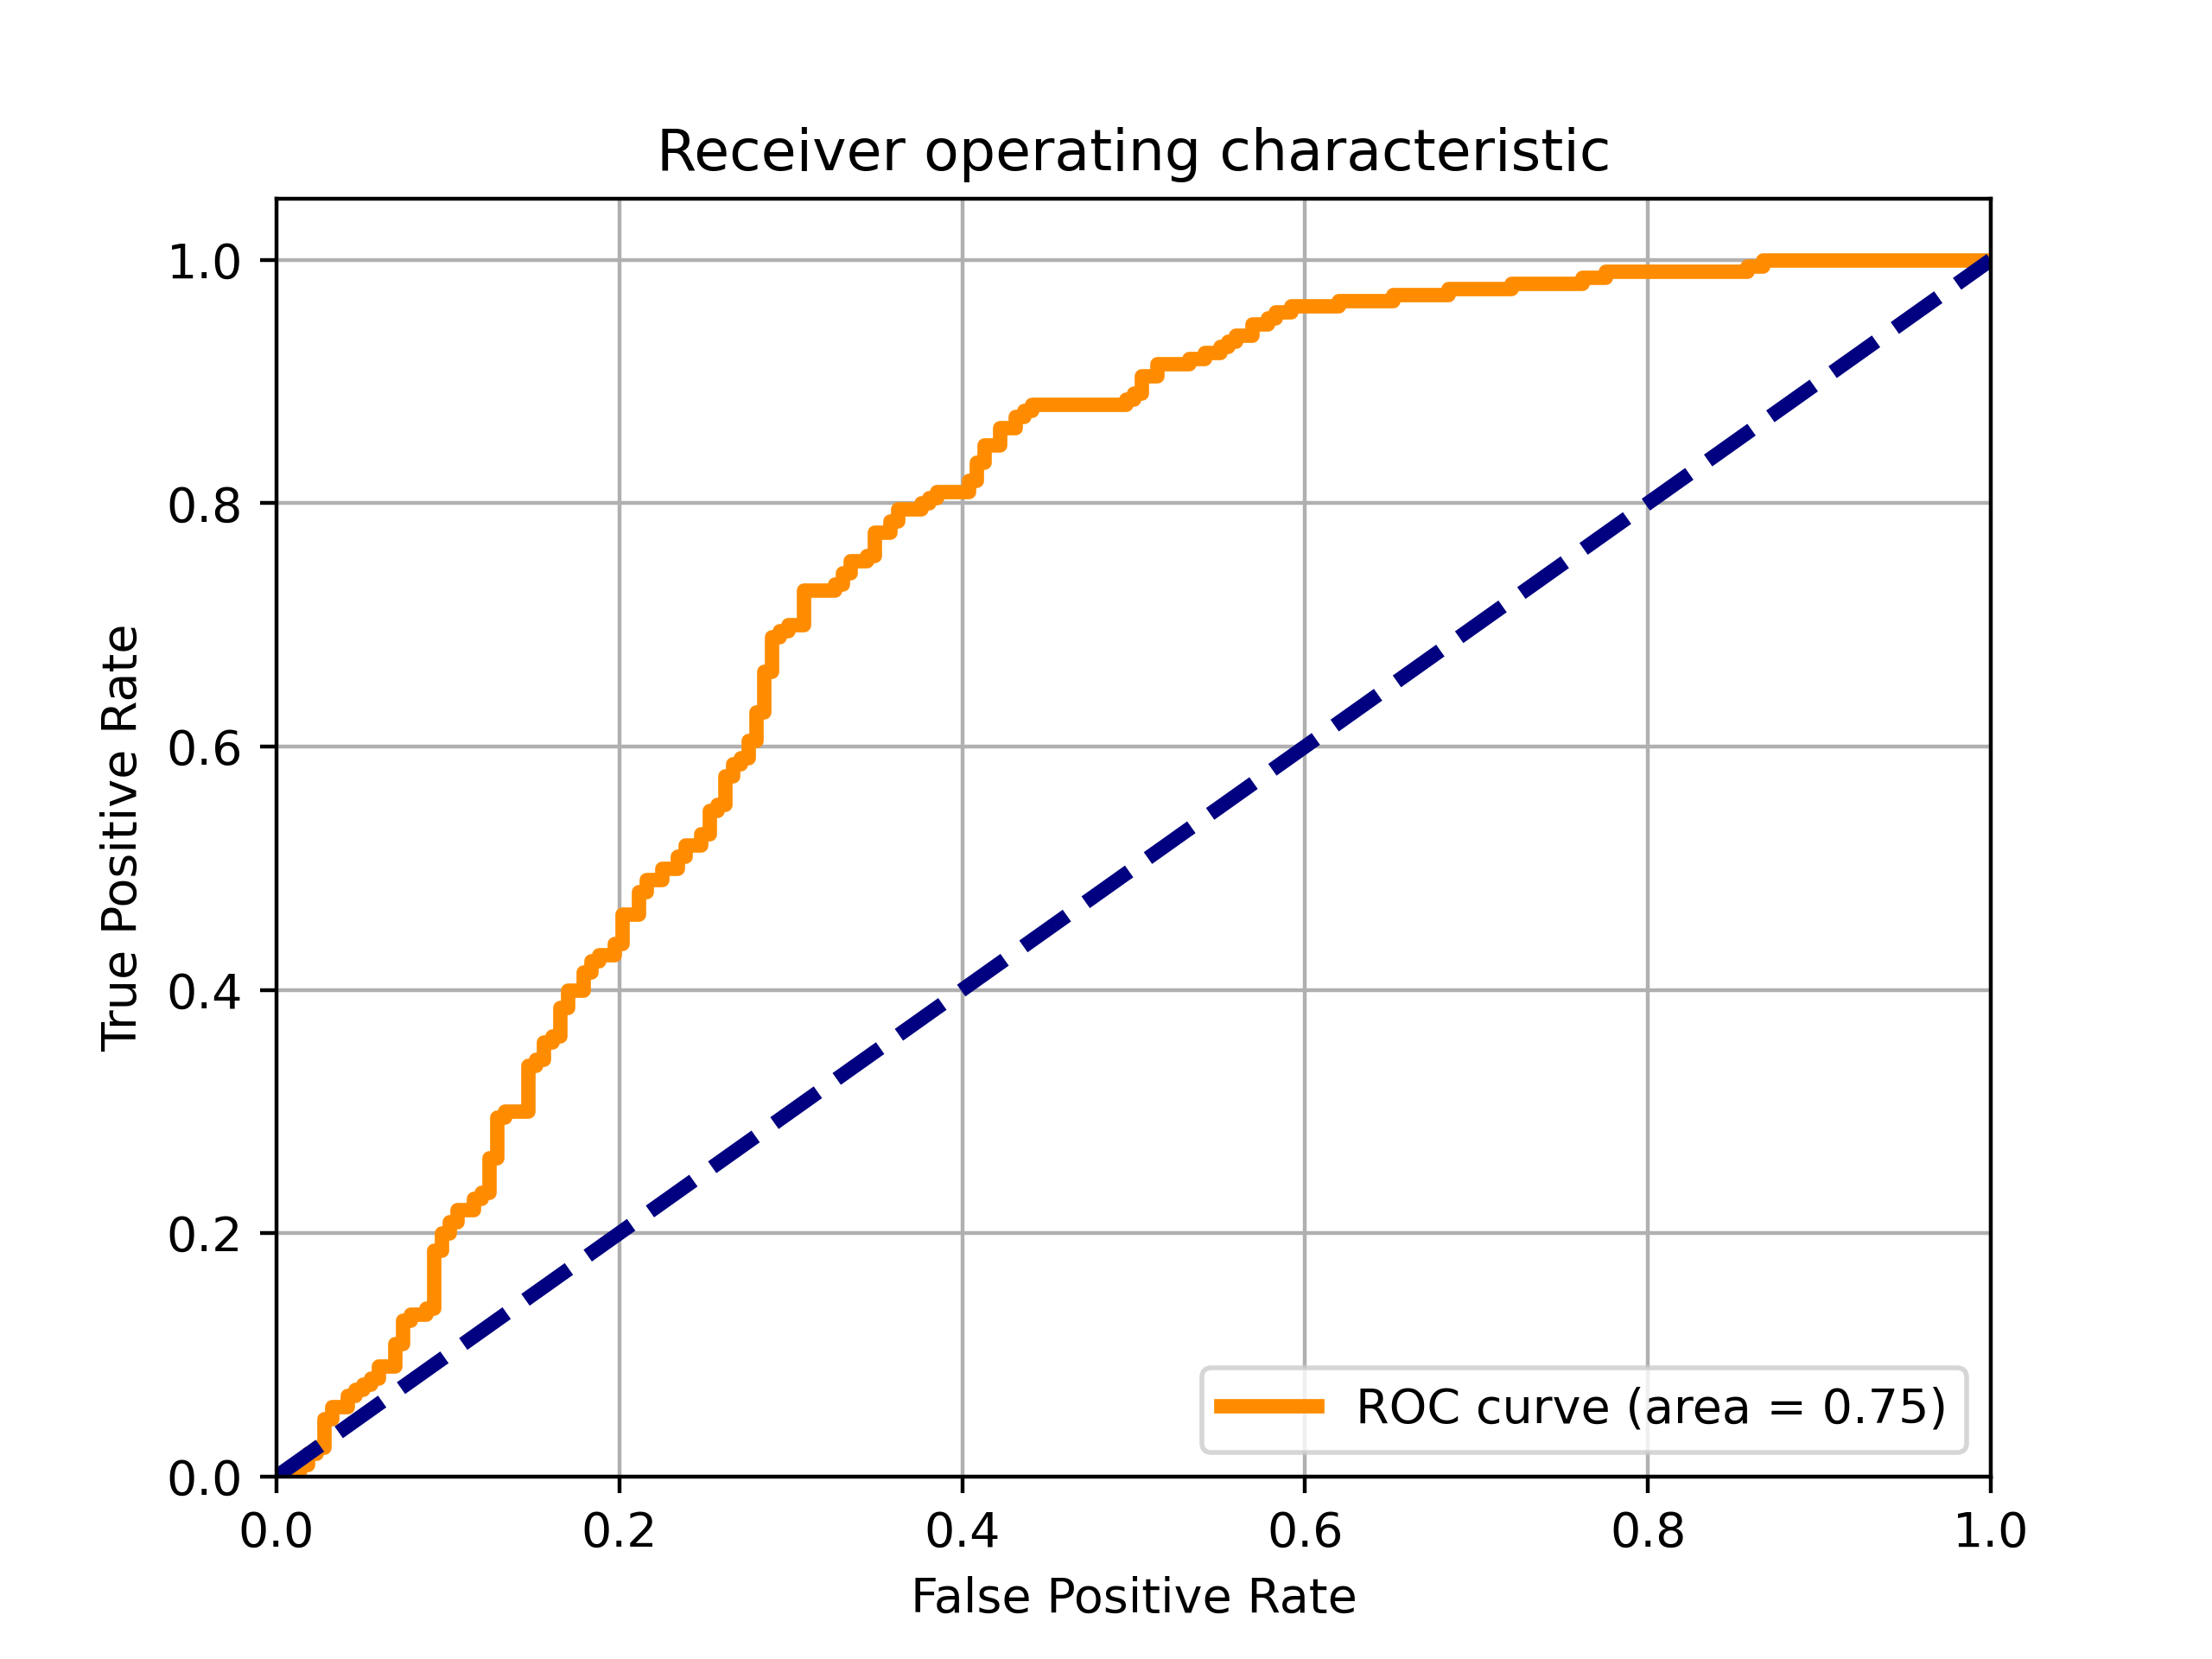 Receiver operating characteristic
1.0
0.8
0.6
0.4
0.2
0.0
True Positive Rate
ROC curve (area = 0.75)
0.0 0.2 0.4 0.6 0.8 1.0
False Positive Rate